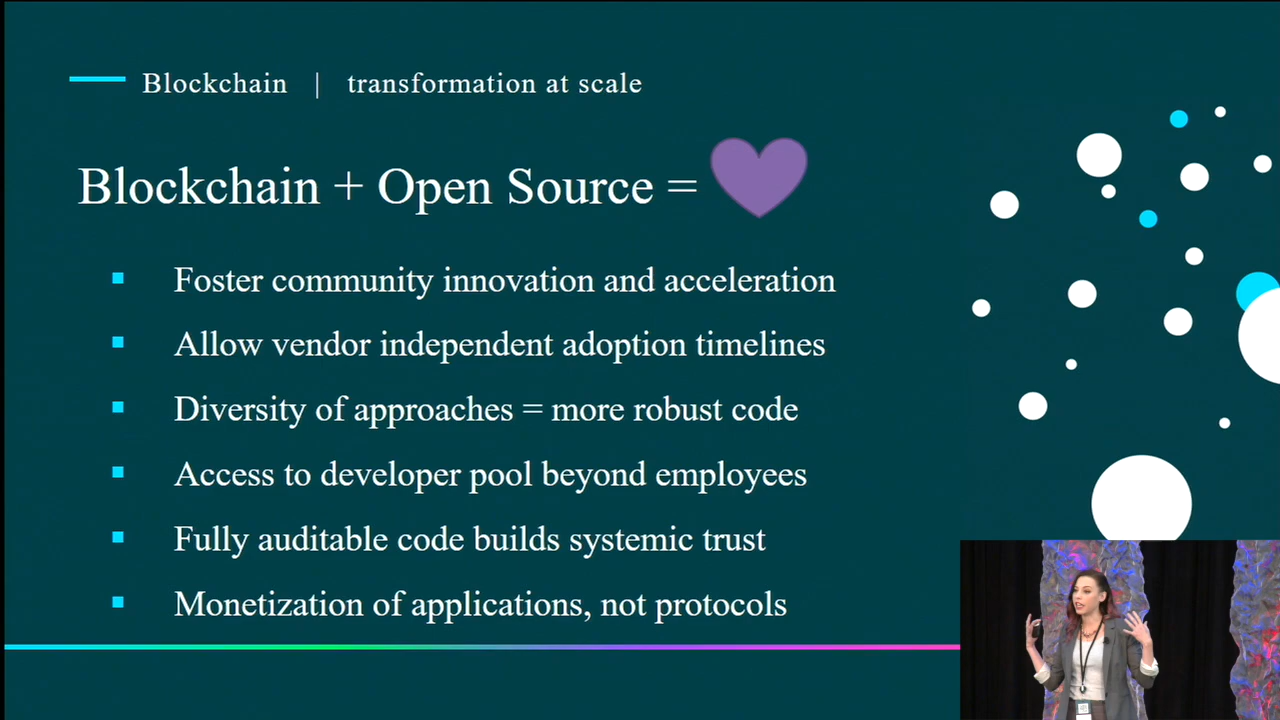 Blockchain | transformation at scale
Blockchain + Open Source = 💜
Foster community innovation and acceleration
Allow vendor independent adoption timelines
Diversity of approaches = more robust code
Access to developer pool beyond employees
Fully auditable code builds systemic trust
Monetization of applications, not protocols